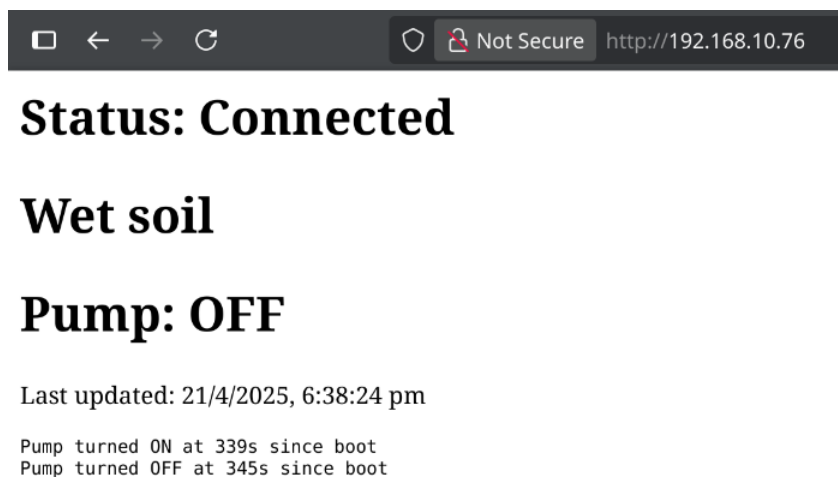 Not Secure http://192.168.10.76
Status: Connected
Wet soil
Pump: OFF
Last updated: 21/4/2025, 6:38:24 pm
Pump turned ON at 339s since boot
Pump turned OFF at 345s since boot